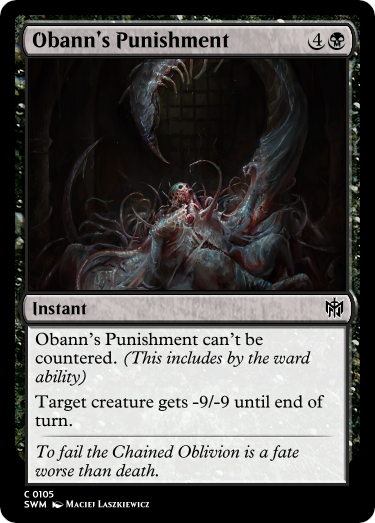 Obann's Punishment 4
Instant
Obann's Punishment can't be
countered. (This includes by the ward
ability)
Target creature gets -9/-9 until end of
turn.
To fail the Chained Oblivion is a fate
worse than death.
C 0105
SWM Maciej Laszkiewicz